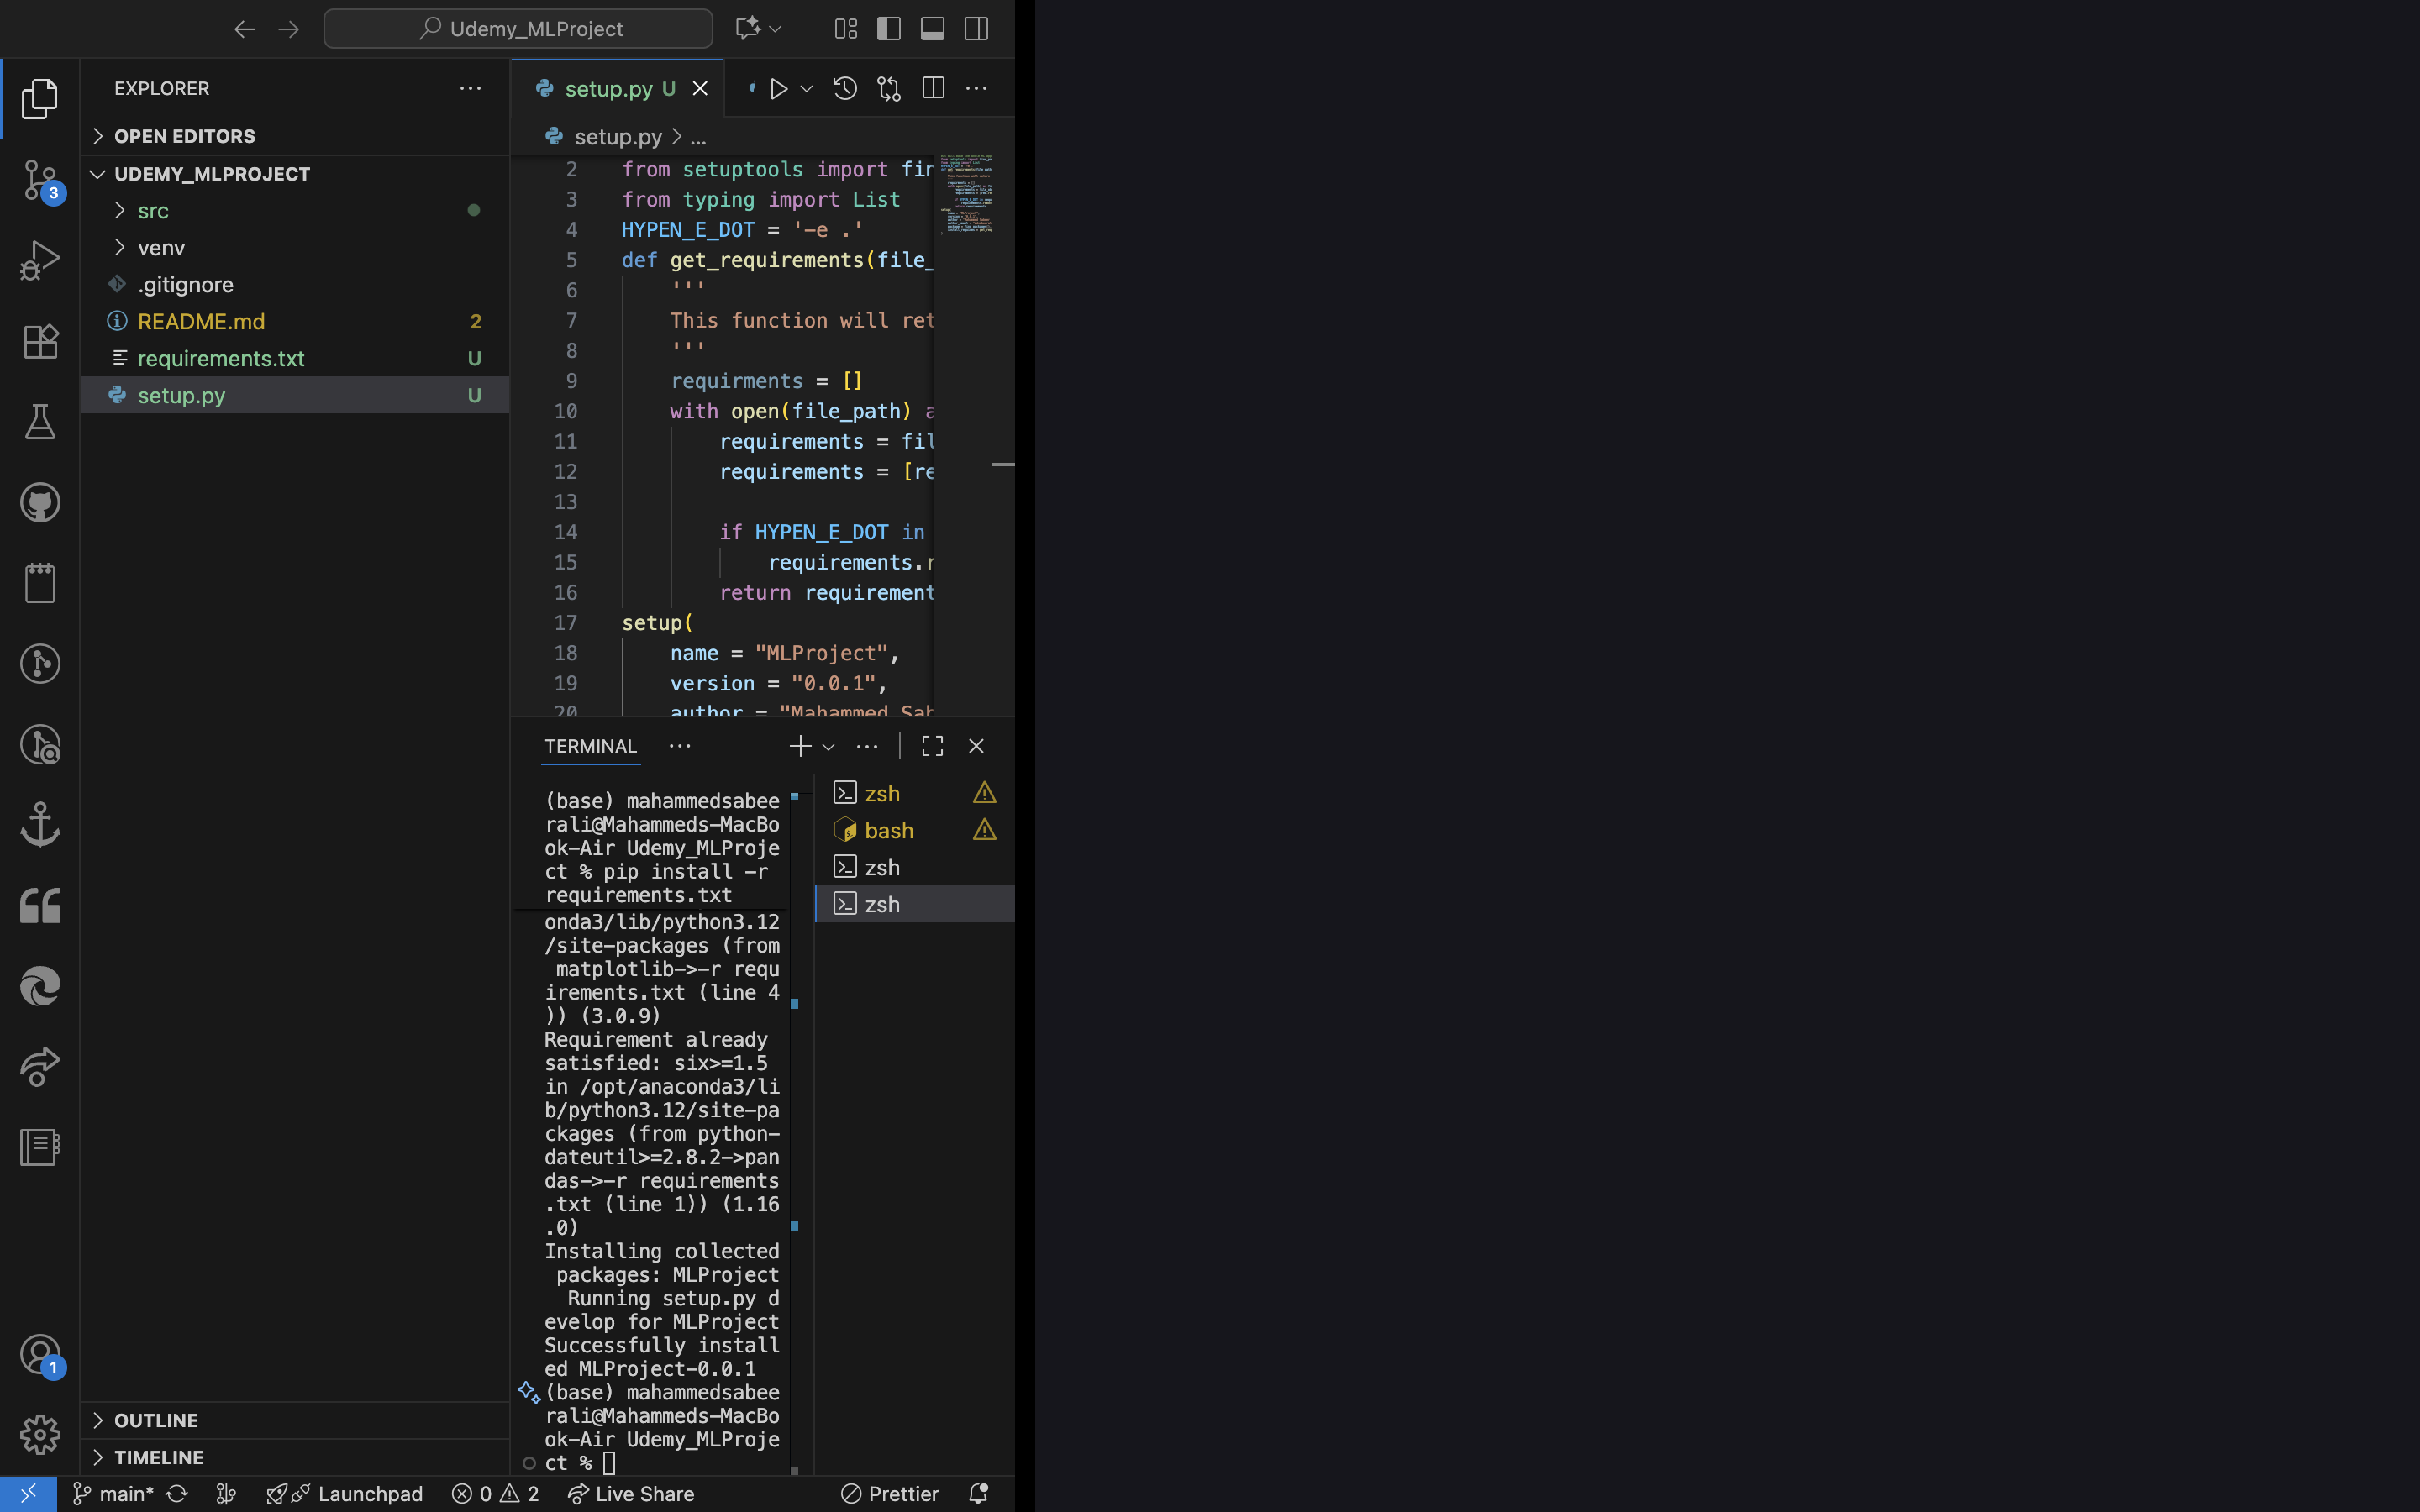 Udemy_MLProject
EXPLORER
OPEN EDITORS
UDEMY_MLPROJECT
3
src
venv
.gitignore
README.md 2
requirements.txt U
setup.py U
OUTLINE
TIMELINE
1
setup.py U
setup.py > ...
2 from setuptools import fin
3 from typing import List
4 HYPEN_E_DOT = '-e .'
5 def get_requirements(file_
6 '''
7 This function will ret
8 '''
9 requirments = []
10 with open(file_path) a
11 requirements = fil
12 requirements = [re
13
14 if HYPEN_E_DOT in
15 requirements.r
16 return requirement
17 setup(
18 name = "MLProject",
19 version = "0.0.1",
20 author = "Mahammed Sab
TERMINAL
(base) mahammedsabee
rali@Mahammeds-MacBo
ok-Air Udemy_MLProje
ct % pip install -r
requirements.txt
onda3/lib/python3.12
/site-packages (from
matplotlib->-r requ
irements.txt (line 4
)) (3.0.9)
Requirement already
satisfied: six>=1.5
in /opt/anaconda3/li
b/python3.12/site-pa
ckages (from python-
dateutil>=2.8.2->pan
das->-r requirements
.txt (line 1)) (1.16
.0)
Installing collected
packages: MLProject
Running setup.py d
evelop for MLProject
Successfully install
ed MLProject-0.0.1
(base) mahammedsabee
rali@Mahammeds-MacBo
ok-Air Udemy_MLProje
ct %
zsh
bash
zsh
zsh
main* Launchpad 0 2 Live Share Prettier